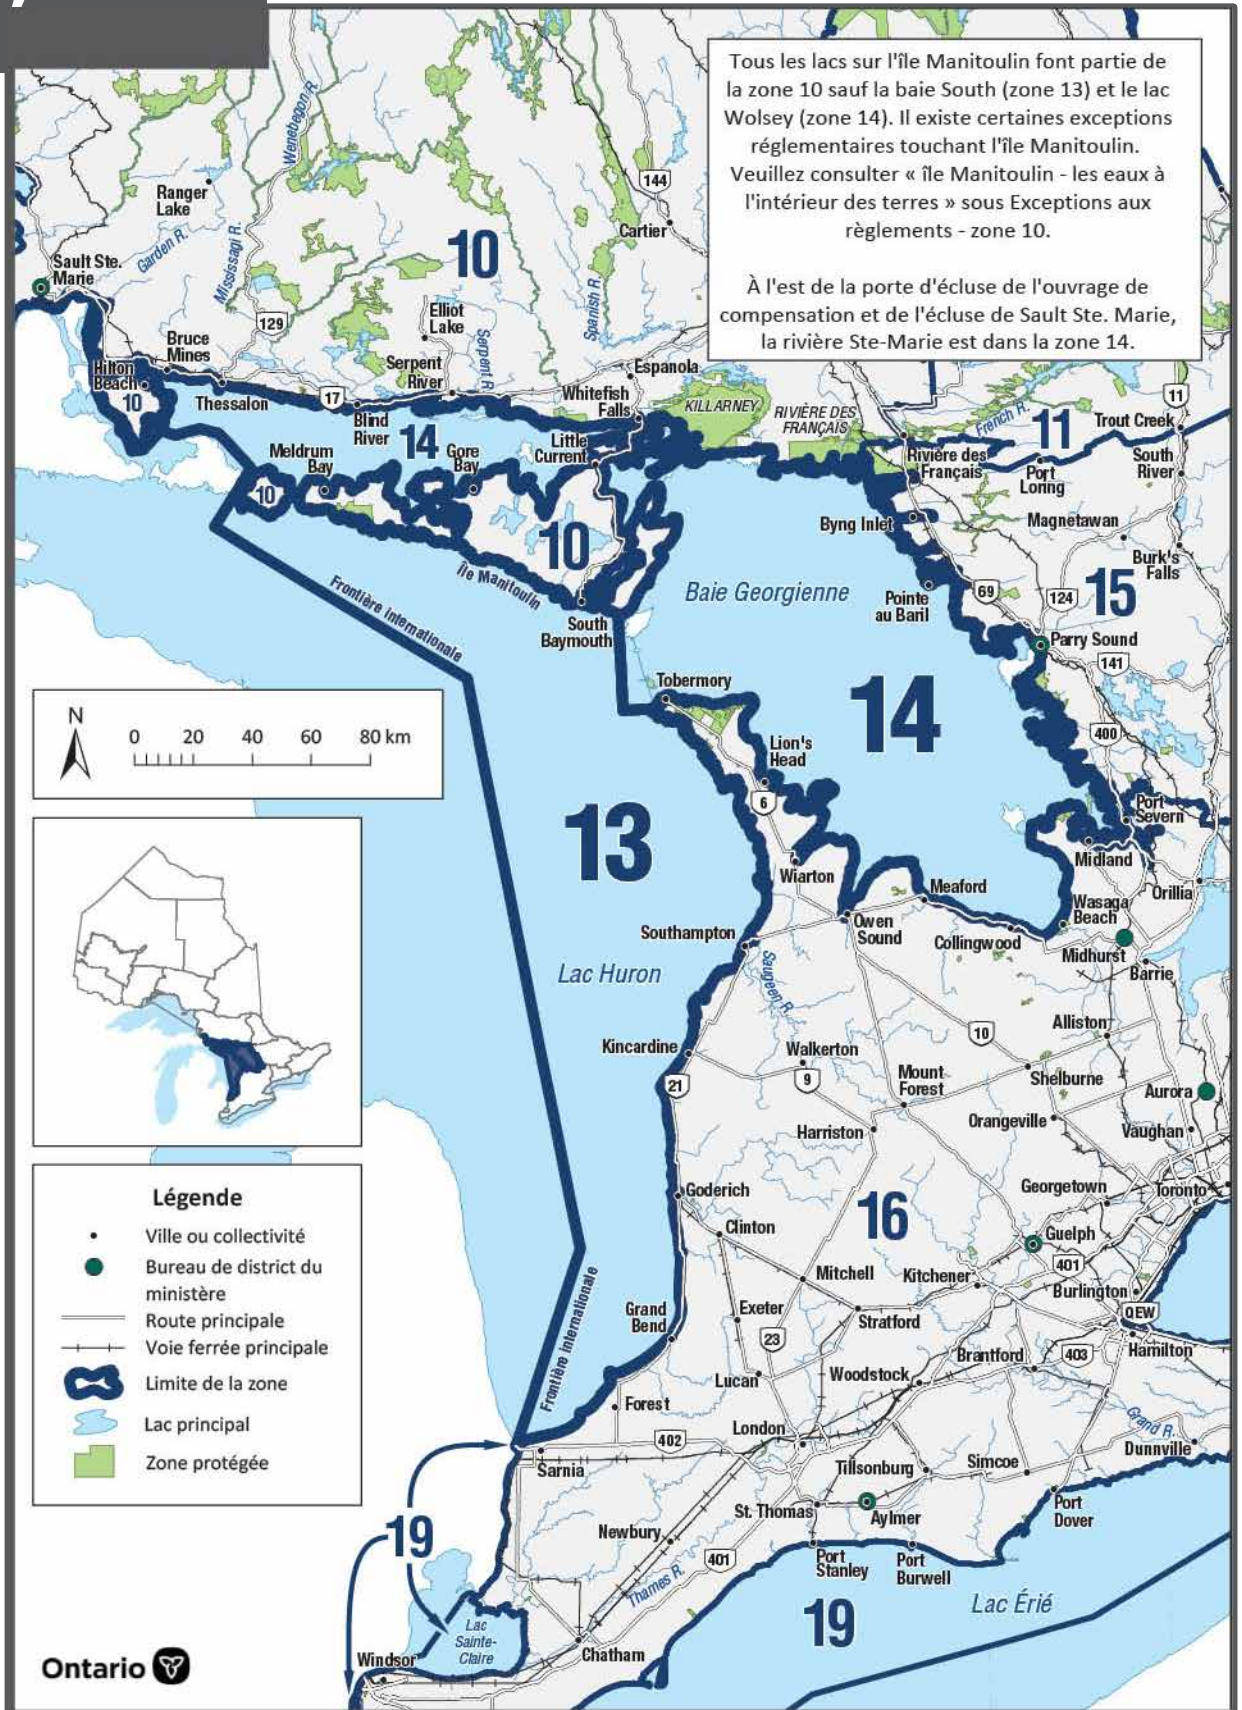 Tous les lacs sur l'île Manitoulin font partie de
la zone 10 sauf la baie South (zone 13) et le lac
Wolsey (zone 14). Il existe certaines exceptions
réglementaires touchant l'île Manitoulin.
Veuillez consulter « île Manitoulin - les eaux à
l'intérieur des terres » sous Exceptions aux
règlements - zone 10.
À l'est de la porte d'écluse de l'ouvrage de
compensation et de l'écluse de Sault Ste. Marie,
la rivière Ste-Marie est dans la zone 14.
Wenebegon R.
144
Ranger
Lake
Cartier
Garden R.
Mississagi R.
10
Sault Ste.
Marie
Spanish R.
Elliot
Lake
129
Serpent R.
Bruce
Mines
Serpent
River
Espanola
Hilton
Beach
10
Thessalon
17
Blind
River
Whitefish
Falls
KILLARNEY
RIVIÈRE DES
FRANÇAIS
French R.
11
11
Trout Creek
14
Little
Current
Meldrum
Bay
Gore
Bay
Rivière des
Français
Port
Loring
South
River
10
10
Byng Inlet
Magnetawan
Burk's
Falls
Île Manitoulin
Frontière internationale
South
Baymouth
Baie Georgienne
Pointe
au Baril
69
124
15
Parry Sound
141
Tobermory
14
400
N
0 20 40 60 80 km
Lion's
Head
6
13
Port
Severn
Midland
Wiarton
Meaford
Orillia
Wasaga
Beach
Owen
Sound
Southampton
Collingwood
Midhurst
Barrie
Lac Huron
Saugeen R.
10
Alliston
Kincardine
Walkerton
9
Mount
Forest
Shelburne
21
Aurora
Harriston
Orangeville
Vaughan
Goderich
Georgetown
Toronto
16
Clinton
Guelph
401
Mitchell
Kitchener
Burlington
QEW
Grand
Bend
Exeter
Stratford
23
Hamilton
Brantford
403
Frontière internationale
Lucan
Woodstock
Forest
London
402
Grand R.
Dunnville
Sarnia
Tillsonburg
Simcoe
St. Thomas
Aylmer
Port
Dover
Newbury
401
Port
Stanley
Port
Burwell
Thames R.
19
19
Lac Érié
Lac
Sainte-
Claire
Windsor
Chatham
Légende
Ville ou collectivité
Bureau de district du
ministère
Route principale
Voie ferrée principale
Limite de la zone
Lac principal
Zone protégée
Ontario